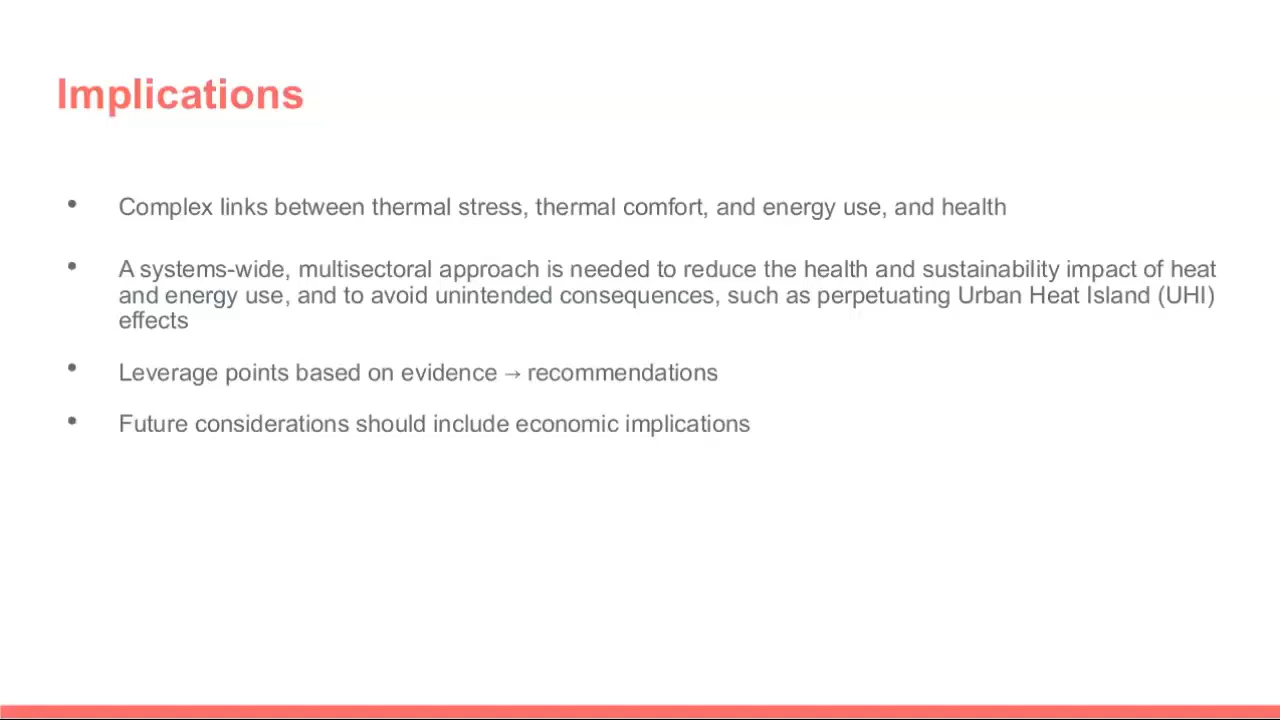 Implications
• Complex links between thermal stress, thermal comfort, and energy use, and health
• A systems-wide, multisectoral approach is needed to reduce the health and sustainability impact of heat
and energy use, and to avoid unintended consequences, such as perpetuating Urban Heat Island (UHI)
effects
• Leverage points based on evidence → recommendations
• Future considerations should include economic implications